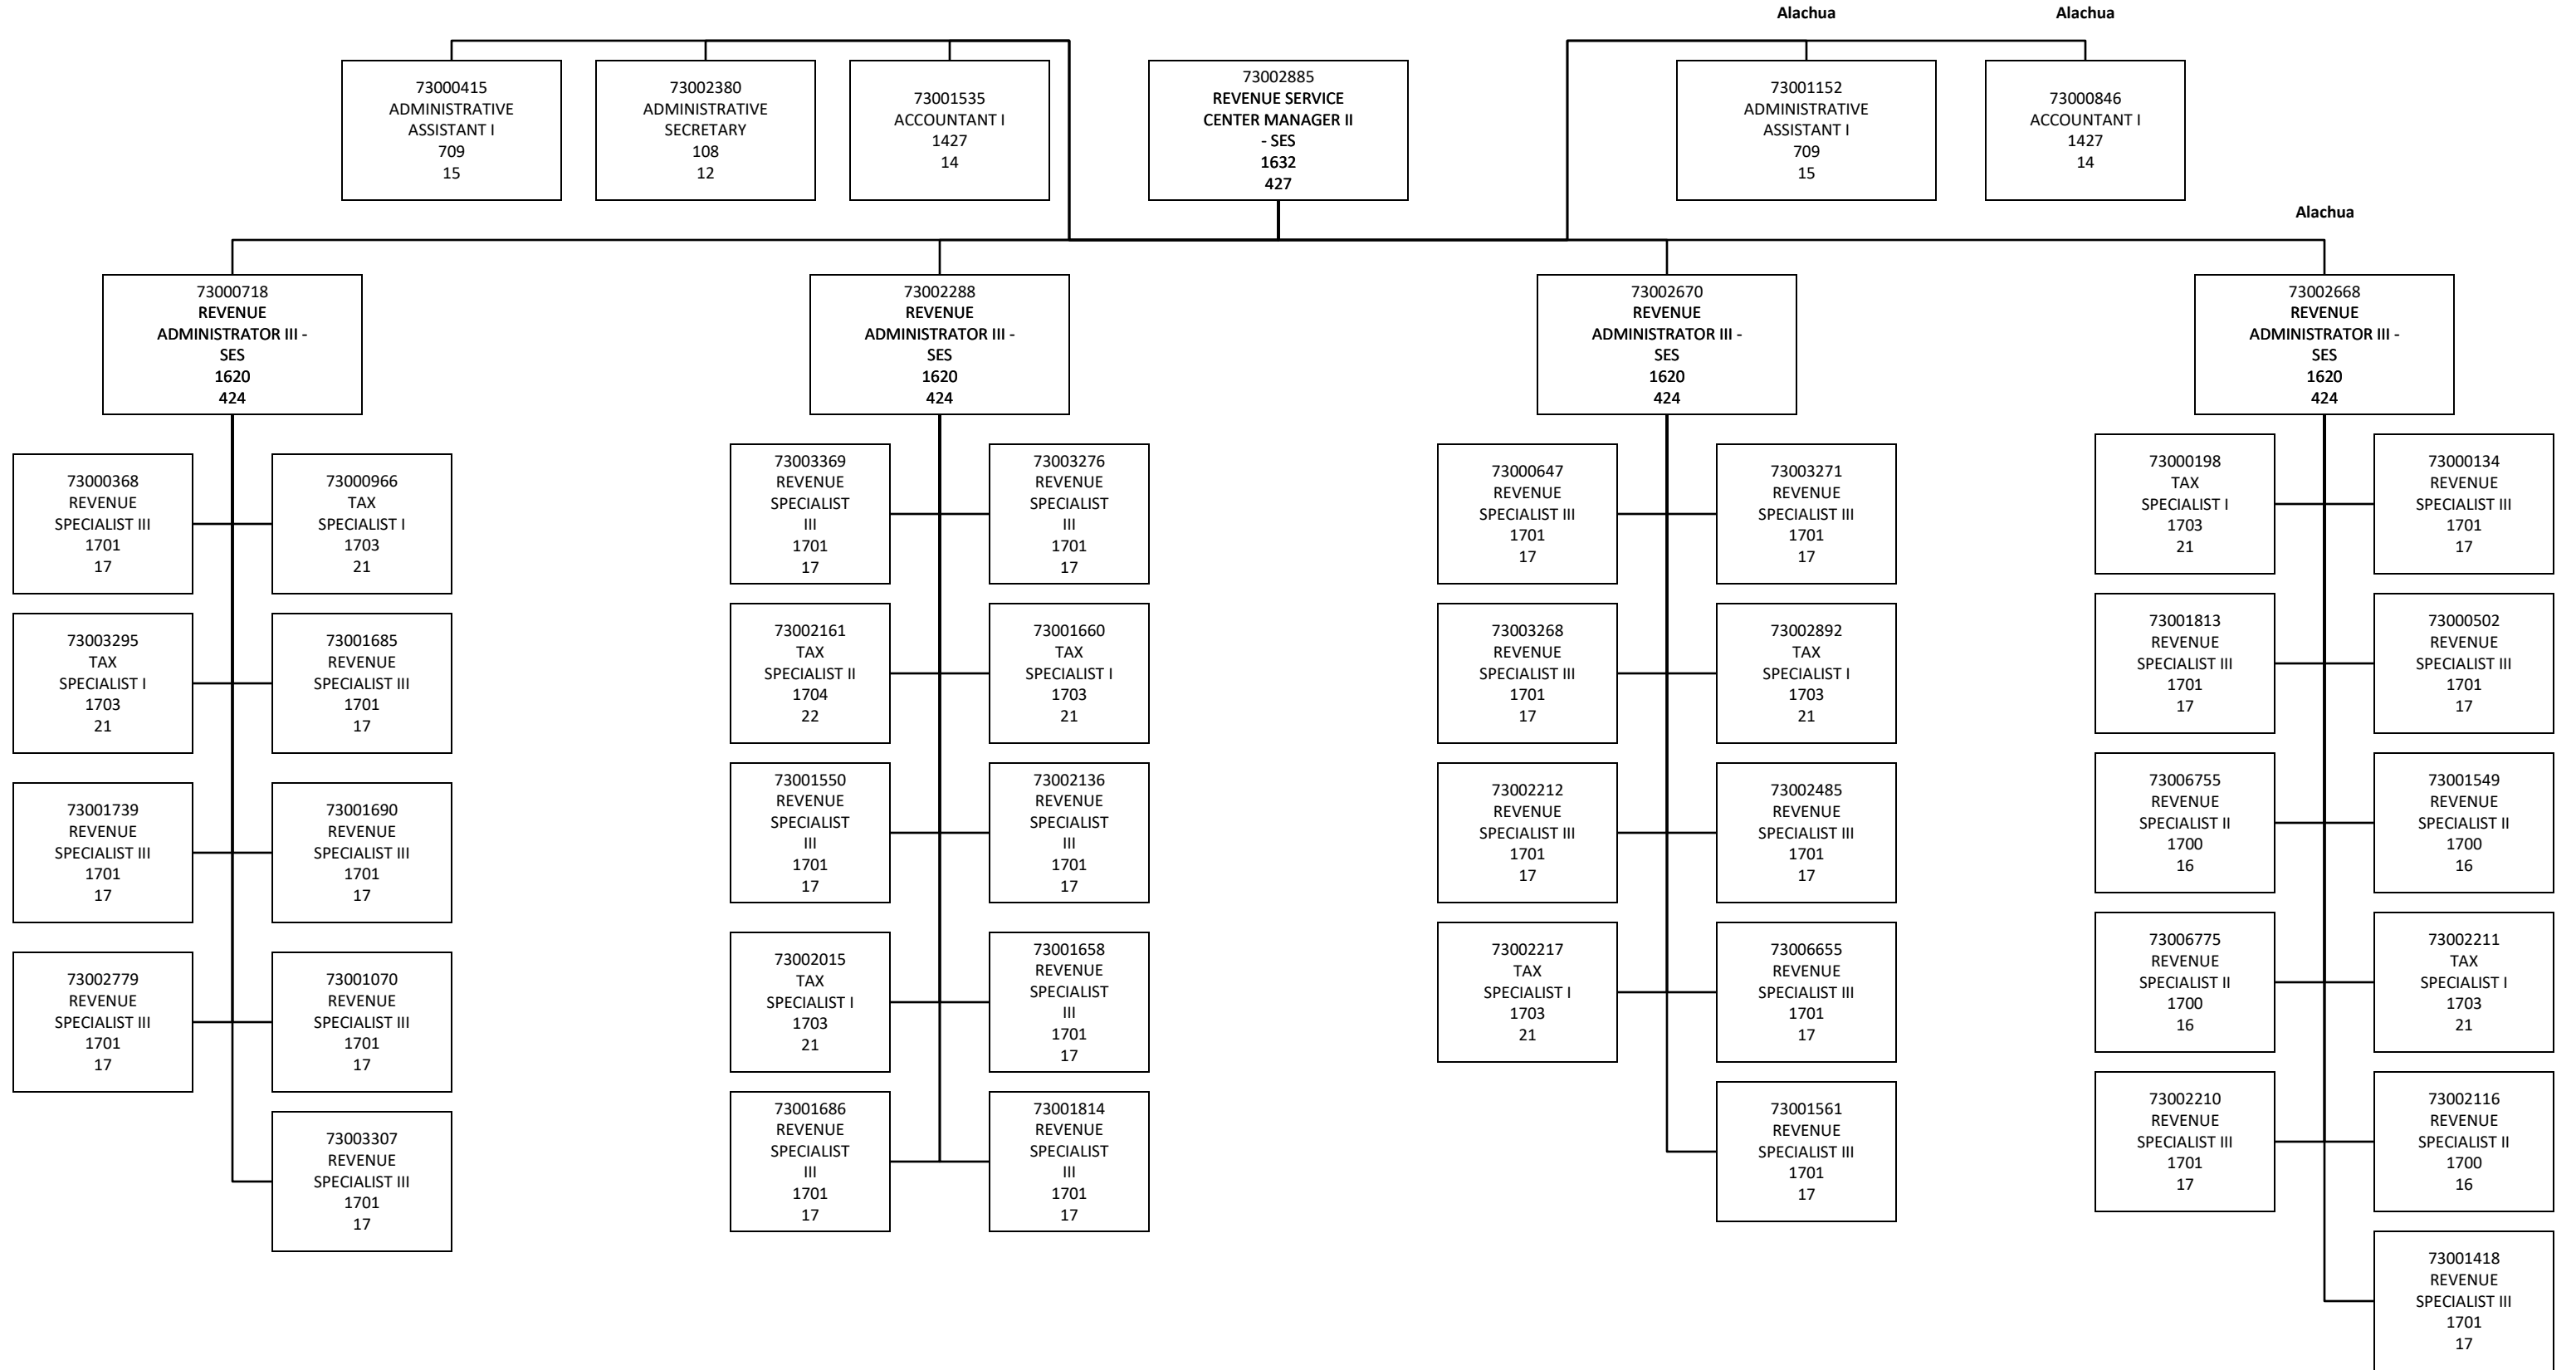 Alachua
Alachua
73000415
ADMINISTRATIVE
ASSISTANT I
709
15
73002380
ADMINISTRATIVE
SECRETARY
108
12
73001535
ACCOUNTANT I
1427
14
73002885
REVENUE SERVICE
CENTER MANAGER II
- SES
1632
427
73001152
ADMINISTRATIVE
ASSISTANT I
709
15
73000846
ACCOUNTANT I
1427
14
Alachua
73000718
REVENUE
ADMINISTRATOR III -
SES
1620
424
73002288
REVENUE
ADMINISTRATOR III -
SES
1620
424
73002670
REVENUE
ADMINISTRATOR III -
SES
1620
424
73002668
REVENUE
ADMINISTRATOR III -
SES
1620
424
73000368
REVENUE
SPECIALIST III
1701
17
73000966
TAX
SPECIALIST I
1703
21
73003295
TAX
SPECIALIST I
1703
21
73001685
REVENUE
SPECIALIST III
1701
17
73001739
REVENUE
SPECIALIST III
1701
17
73001690
REVENUE
SPECIALIST III
1701
17
73002779
REVENUE
SPECIALIST III
1701
17
73001070
REVENUE
SPECIALIST III
1701
17
73003307
REVENUE
SPECIALIST III
1701
17
73003369
REVENUE
SPECIALIST
III
1701
17
73003276
REVENUE
SPECIALIST
III
1701
17
73002161
TAX
SPECIALIST II
1704
22
73001660
TAX
SPECIALIST I
1703
21
73001550
REVENUE
SPECIALIST
III
1701
17
73002136
REVENUE
SPECIALIST
III
1701
17
73002015
TAX
SPECIALIST I
1703
21
73001658
REVENUE
SPECIALIST
III
1701
17
73001686
REVENUE
SPECIALIST
III
1701
17
73001814
REVENUE
SPECIALIST
III
1701
17
73000647
REVENUE
SPECIALIST III
1701
17
73003271
REVENUE
SPECIALIST III
1701
17
73003268
REVENUE
SPECIALIST III
1701
17
73002892
TAX
SPECIALIST I
1703
21
73002212
REVENUE
SPECIALIST III
1701
17
73002485
REVENUE
SPECIALIST III
1701
17
73002217
TAX
SPECIALIST I
1703
21
73006655
REVENUE
SPECIALIST III
1701
17
73001561
REVENUE
SPECIALIST III
1701
17
73000198
TAX
SPECIALIST I
1703
21
73000134
REVENUE
SPECIALIST III
1701
17
73001813
REVENUE
SPECIALIST III
1701
17
73000502
REVENUE
SPECIALIST III
1701
17
73006755
REVENUE
SPECIALIST II
1700
16
73001549
REVENUE
SPECIALIST II
1700
16
73006775
REVENUE
SPECIALIST II
1700
16
73002211
TAX
SPECIALIST I
1703
21
73002210
REVENUE
SPECIALIST III
1701
17
73002116
REVENUE
SPECIALIST II
1700
16
73001418
REVENUE
SPECIALIST III
1701
17